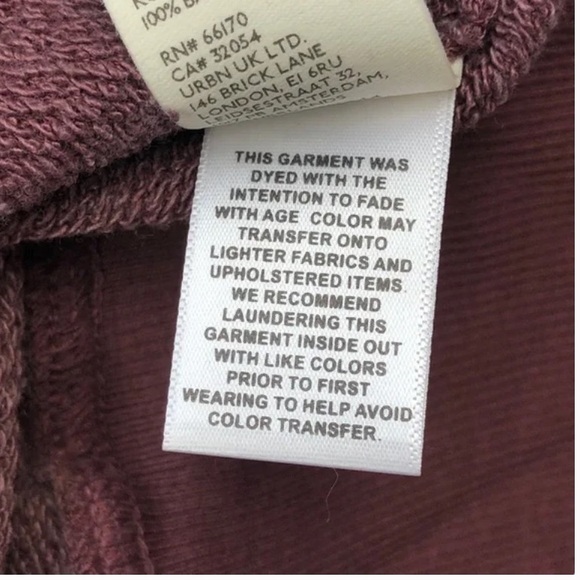 100%
RN# 66170
CA# 32054
URBN UK LTD.
146 BRICK LANE
LONDON, E1 6RU
LEIDSESTRAAT 32,
AMSTERDAM,
THIS GARMENT WAS
DYED WITH THE
INTENTION TO FADE
WITH AGE COLOR MAY
TRANSFER ONTO
LIGHTER FABRICS AND
UPHOLSTERED ITEMS.
WE RECOMMEND
LAUNDERING THIS
GARMENT INSIDE OUT
WITH LIKE COLORS
PRIOR TO FIRST
WEARING TO HELP AVOID
COLOR TRANSFER.